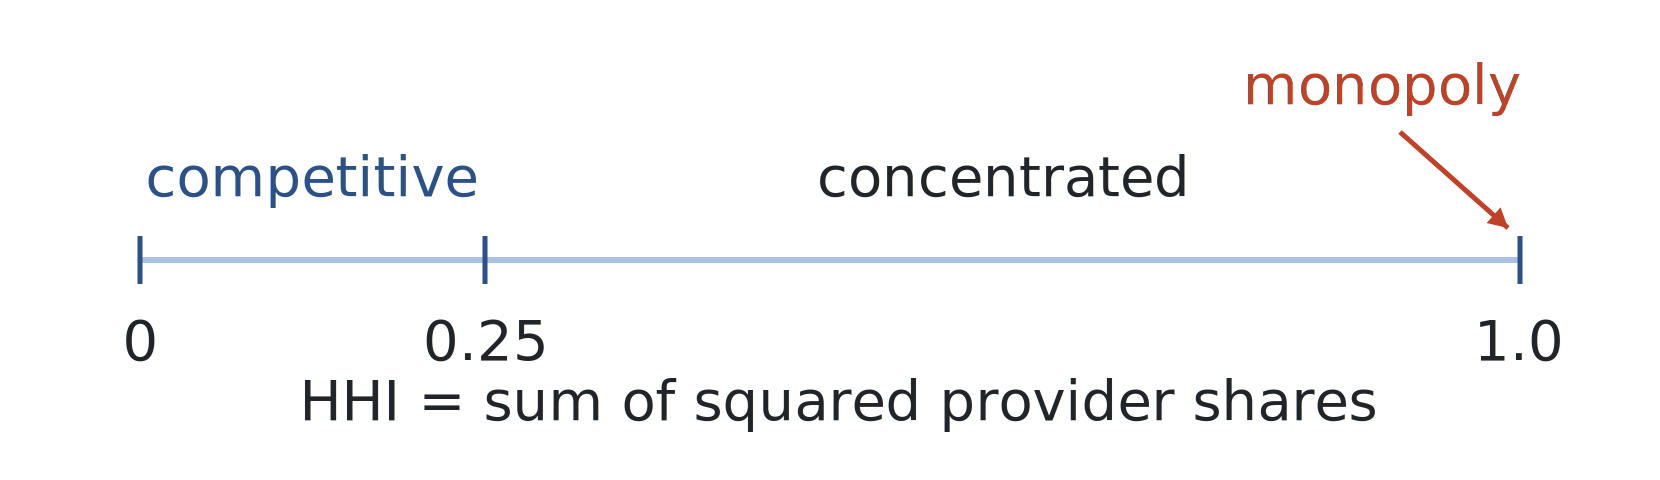 monopoly
competitive concentrated
0 0.25 1.0
HHI = sum of squared provider shares